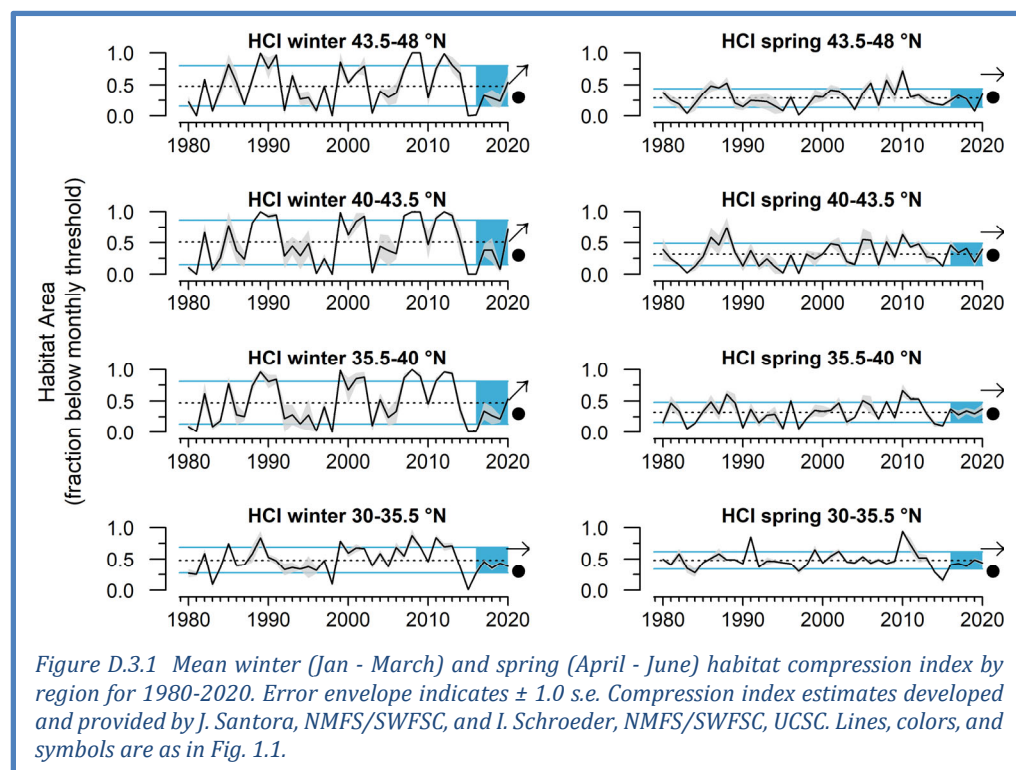 HCI winter 43.5-48 °N
1.0
0.5
0.0
1980 1990 2000 2010 2020
HCI spring 43.5-48 °N
1.0
0.5
0.0
1980 1990 2000 2010 2020
HCI winter 40-43.5 °N
1.0
0.5
0.0
1980 1990 2000 2010 2020
HCI spring 40-43.5 °N
1.0
0.5
0.0
1980 1990 2000 2010 2020
Habitat Area
(fraction below monthly threshold)
HCI winter 35.5-40 °N
1.0
0.5
0.0
1980 1990 2000 2010 2020
HCI spring 35.5-40 °N
1.0
0.5
0.0
1980 1990 2000 2010 2020
HCI winter 30-35.5 °N
1.0
0.5
0.0
1980 1990 2000 2010 2020
HCI spring 30-35.5 °N
1.0
0.5
0.0
1980 1990 2000 2010 2020
Figure D.3.1 Mean winter (Jan - March) and spring (April - June) habitat compression index by
region for 1980-2020. Error envelope indicates ± 1.0 s.e. Compression index estimates developed
and provided by J. Santora, NMFS/SWFSC, and I. Schroeder, NMFS/SWFSC, UCSC. Lines, colors, and
symbols are as in Fig. 1.1.